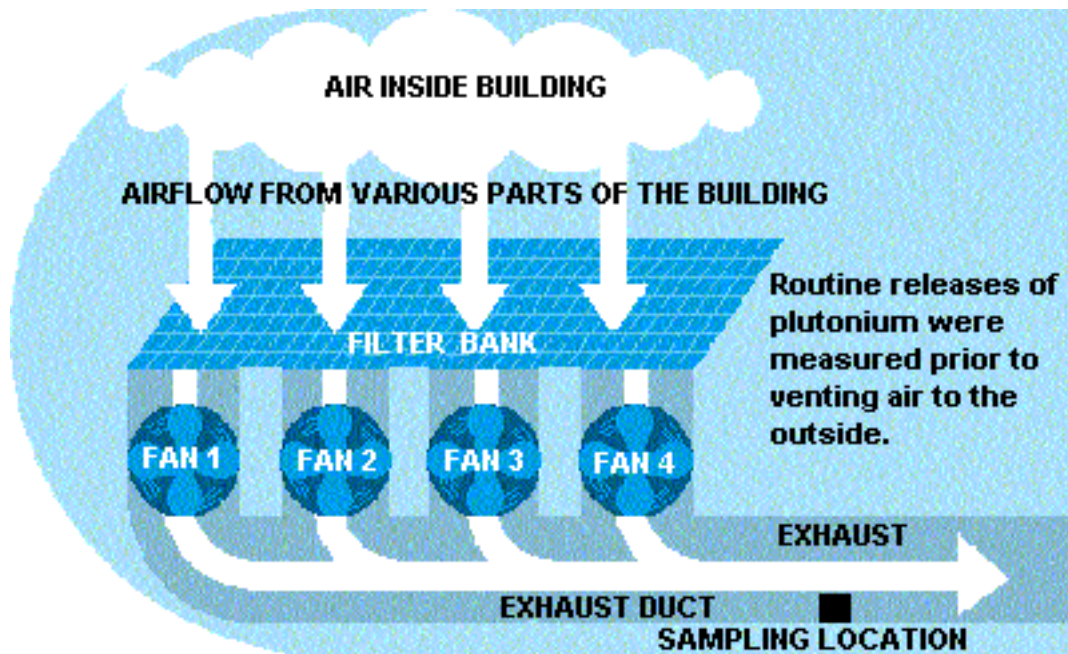 AIR INSIDE BUILDING
AIRFLOW FROM VARIOUS PARTS OF THE BUILDING
Routine releases of
plutonium were
measured prior to
venting air to the
outside.
FILTER BANK
FAN 1
FAN 2
FAN 3
FAN 4
EXHAUST
EXHAUST DUCT
SAMPLING LOCATION